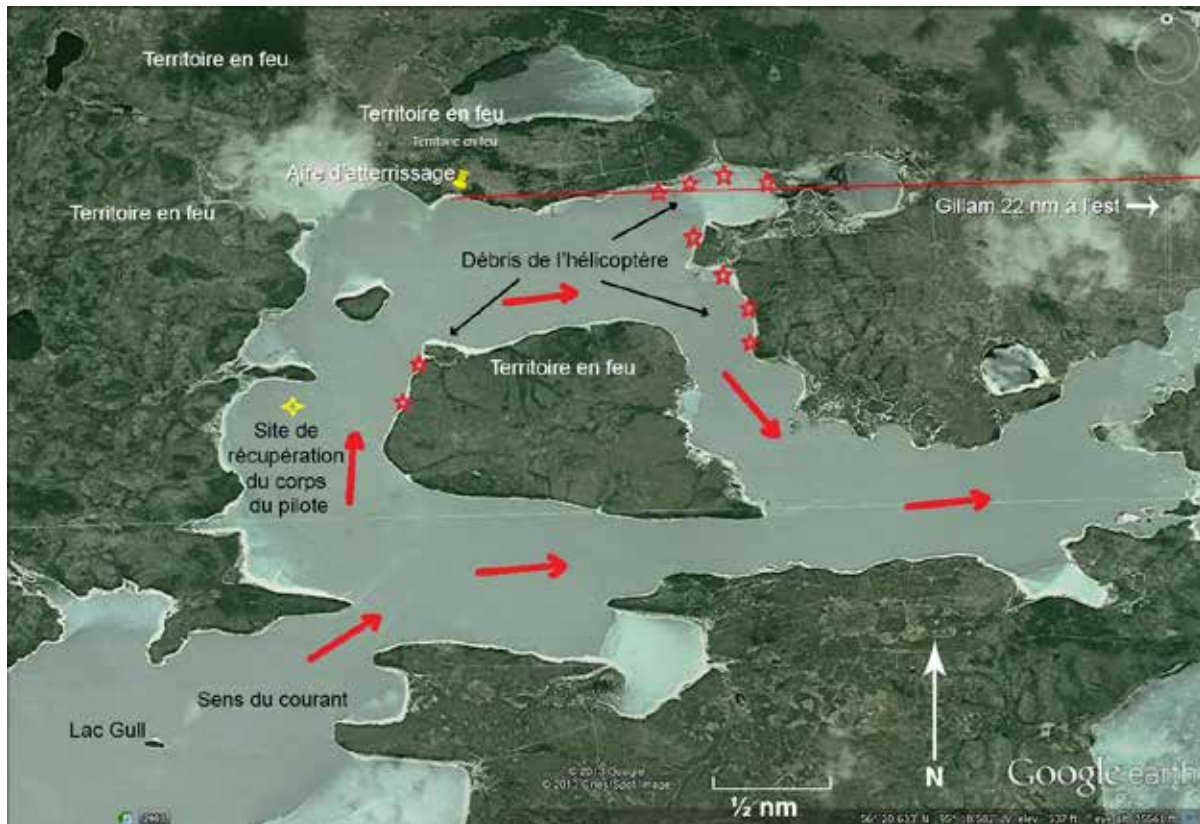 Territoire en feu
Territoire en feu
Territoire en feu
Aire d'atterrissage
Territoire en feu
Gillam 22 nm à l'est
Débris de l'hélicoptère
Territoire en feu
Site de
récupération
du corps
du pilote
Sens du courant
Lac Gull
© 2013 Google
N
½ nm
Google earth